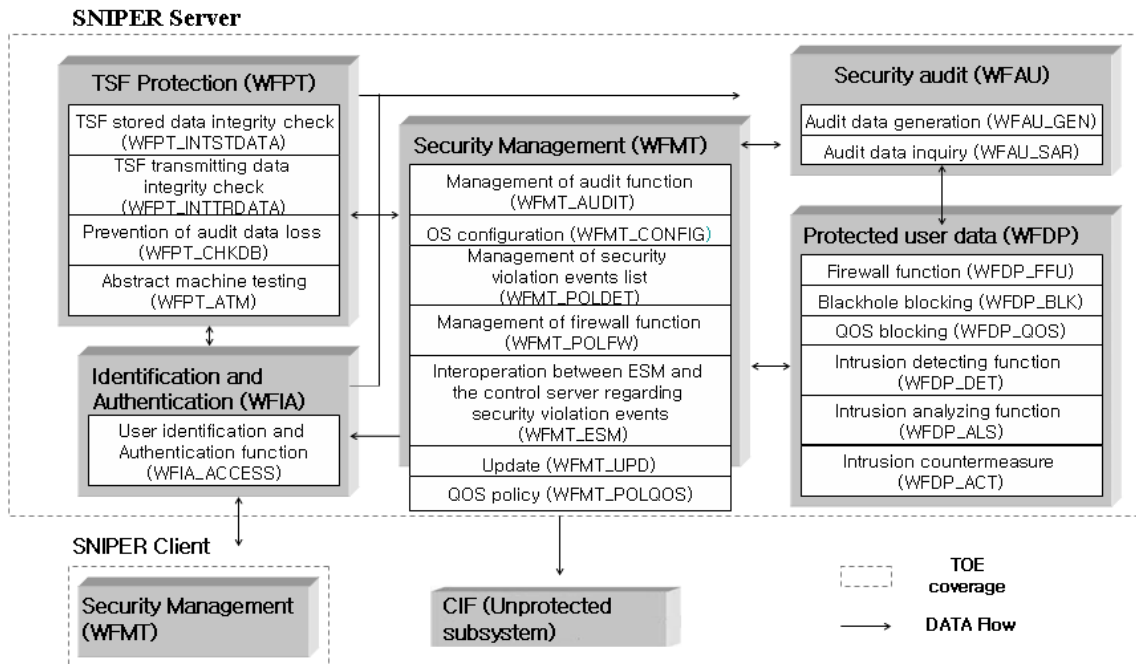 SNIPER Server
TSF Protection (WFPT)
TSF stored data integrity check
(WFPT_INTSTDATA)
TSF transmitting data
integrity check
(WFPT_INTTRDATA)
Prevention of audit data loss
(WFPT_CHKDB)
Abstract machine testing
(WFPT_ATM)
Identification and
Authentication (WFIA)
User identification and
Authentication function
(WFIA_ACCESS)
Security Management (WFMT)
Management of audit function
(WFMT_AUDIT)
OS configuration (WFMT_CONFIG)
Management of security
violation events list
(WFMT_POLDET)
Management of firewall function
(WFMT_POLFW)
Interoperation between ESM and
the control server regarding
security violation events
(WFMT_ESM)
Update (WFMT_UPD)
QOS policy (WFMT_POLQOS)
Security audit (WFAU)
Audit data generation (WFAU_GEN)
Audit data inquiry (WFAU_SAR)
Protected user data (WFDP)
Firewall function (WFDP_FFU)
Blackhole blocking (WFDP_BLK)
QOS blocking (WFDP_QOS)
Intrusion detecting function
(WFDP_DET)
Intrusion analyzing function
(WFDP_ALS)
Intrusion countermeasure
(WFDP_ACT)
SNIPER Client
Security Management
(WFMT)
CIF (Unprotected
subsystem)
TOE
coverage
DATA Flow